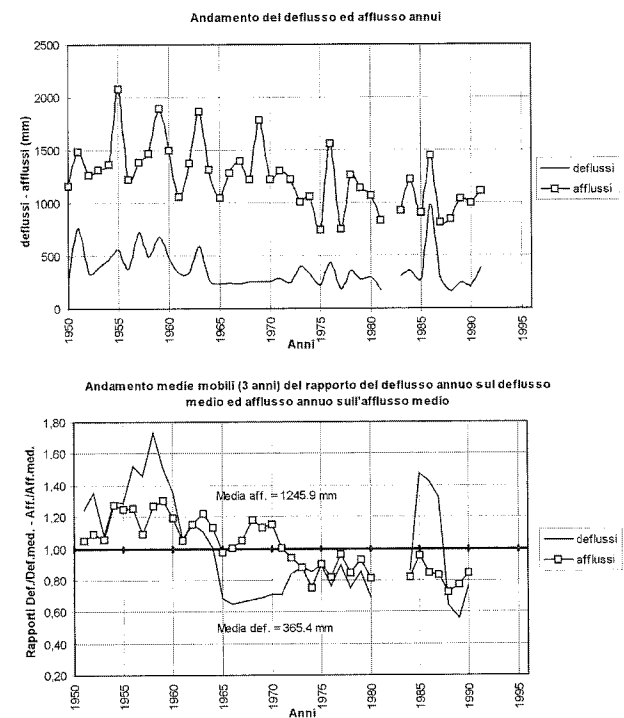 Andamento del deflusso ed afflusso annui
2500
2000
1500
1000
500
0
deflussi - afflussi (mm)
1950
1955
1960
1965
1970
1975
1980
1985
1990
1995
Anni
deflussi
afflussi
Andamento medie mobili (3 anni) del rapporto del deflusso annuo sul deflusso
medio ed afflusso annuo sull'afflusso medio
1,80
1,60
1,40
1,20
1,00
0,80
0,60
0,40
0,20
Rapporti Def./Def.med. - Aff./Aff.med.
Media aff. = 1245.9 mm
Media def. = 365.4 mm
1950
1955
1960
1965
1970
1975
1980
1985
1990
1995
Anni
deflussi
afflussi